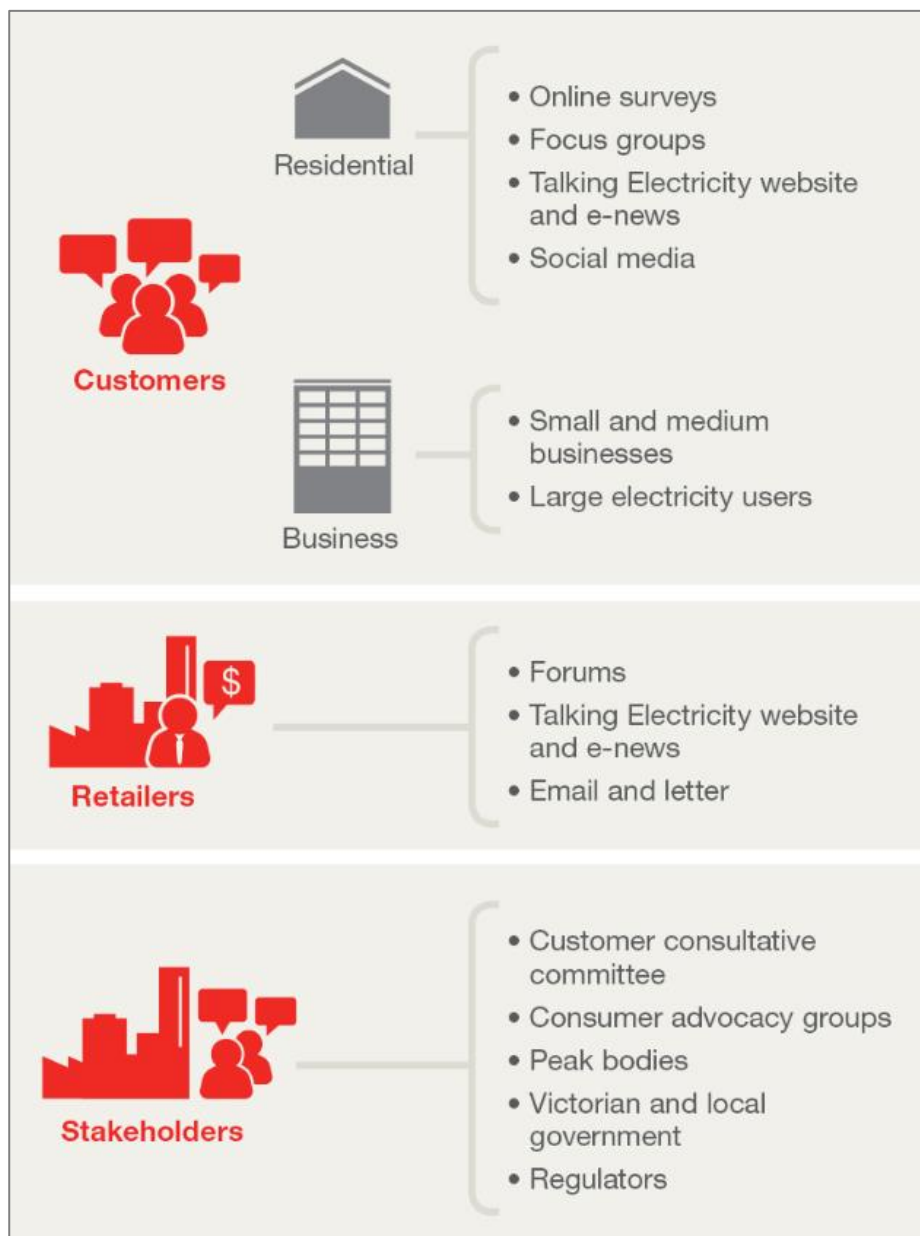 Residential
• Online surveys
• Focus groups
• Talking Electricity website
and e-news
• Social media
Customers
Business
• Small and medium
businesses
• Large electricity users
$
Retailers
• Forums
• Talking Electricity website
and e-news
• Email and letter
Stakeholders
• Customer consultative
committee
• Consumer advocacy groups
• Peak bodies
• Victorian and local
government
• Regulators